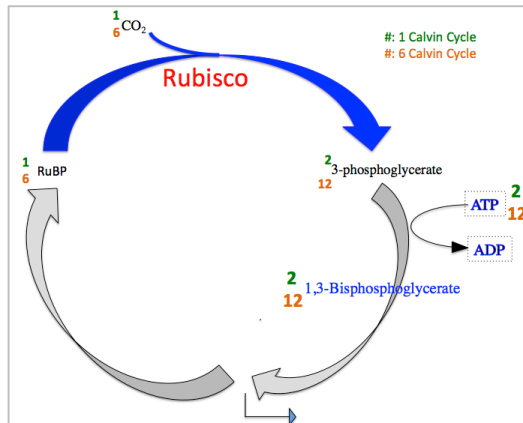 1
6 CO2
#: 1 Calvin Cycle
#: 6 Calvin Cycle
Rubisco
1
6 RuBP
2
12 3-phosphoglycerate
ATP 2
12
ADP
2
12 1,3-Bisphosphoglycerate